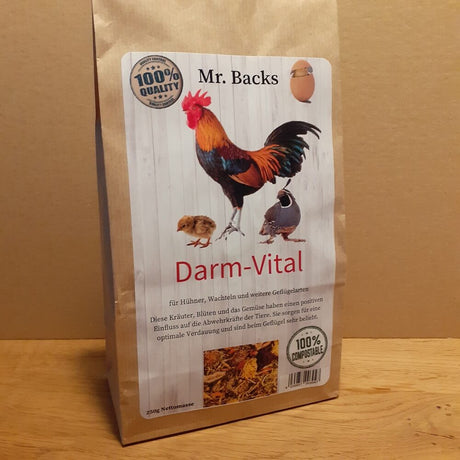 Mr. Backs
100%
QUALITY
Darm-Vital
für Hühner, Wachteln und weitere Geflügelarten
Diese Kräuter, Blüten und das Gemüse haben einen positiven
Einfluss auf die Abwehrkräfte der Tiere. Sie sorgen für eine
optimale Verdauung und sind beim Geflügel sehr beliebt.
100%
COMPOSTABLE
250g Nettomasse